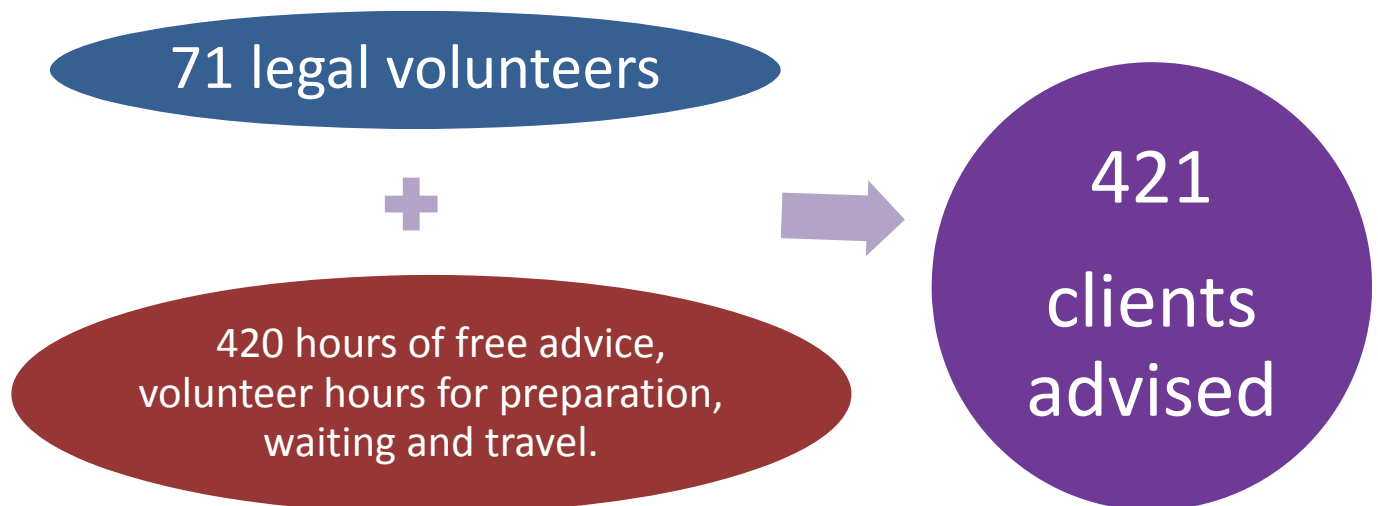 71 legal volunteers
420 hours of free advice,
volunteer hours for preparation,
waiting and travel.
421
clients
advised